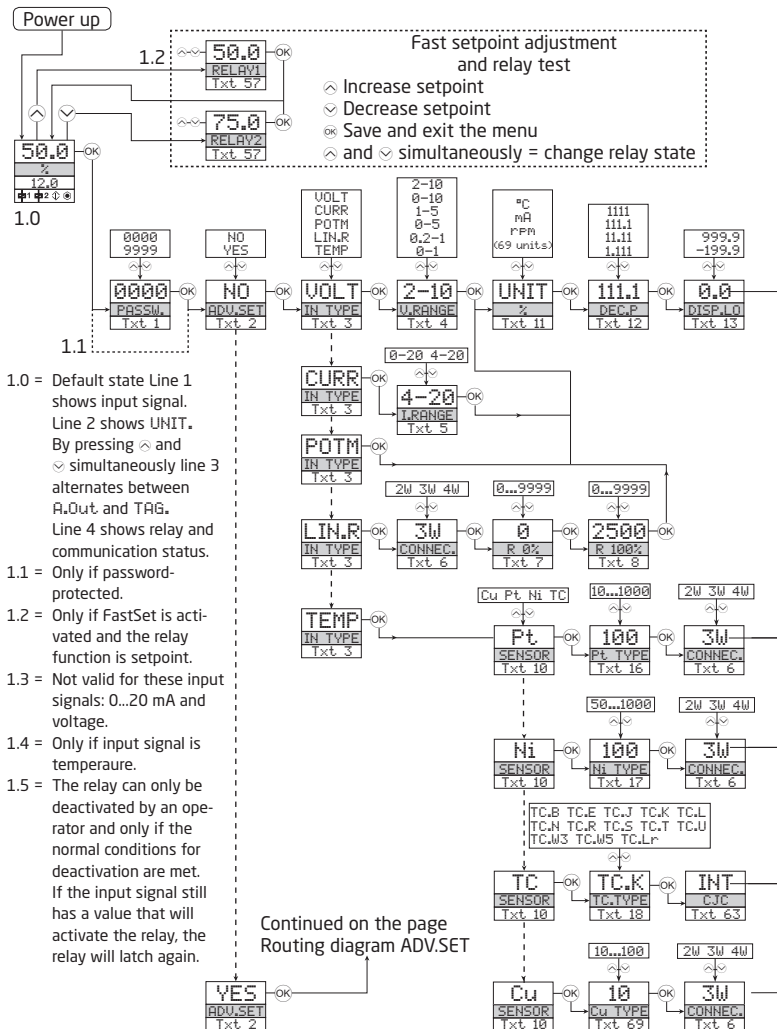 Power up
1.2
50.0
OK
RELAY1
Txt 57
75.0
OK
RELAY2
Txt 57
Fast setpoint adjustment
and relay test
Increase setpoint
Decrease setpoint
OK Save and exit the menu
and simultaneously = change relay state
50.0
OK
%
12.0
1 2
1.0
0000
9999
NO
YES
VOLT
CURR
POTM
LIN.R
TEMP
2-10
0-10
1-5
0-5
0.2-1
0-1
°C
mA
rpm
(69 units)
1111
111.1
11.11
1.111
999.9
-199.9
0000 OK NO OK VOLT OK 2-10 OK UNIT OK 111.1 OK 0.0
PASSW. ADV.SET IN TYPE V.RANGE % DEC.P DISP.LO
Txt 1 Txt 2 Txt 3 Txt 4 Txt 11 Txt 12 Txt 13
1.1
0-20 4-20
CURR OK 4-20 OK
IN TYPE I.RANGE
Txt 3 Txt 5
POTM OK
IN TYPE
Txt 3
2W 3W 4W 0...9999 0...9999
LIN.R OK 3W OK 0 OK 2500 OK
IN TYPE CONNEC. R 0% R 100%
Txt 3 Txt 6 Txt 7 Txt 8
Cu Pt Ni TC 10...1000 2W 3W 4W
TEMP OK Pt OK 100 OK 3W
IN TYPE SENSOR Pt TYPE CONNEC.
Txt 3 Txt 10 Txt 16 Txt 6
50...1000 2W 3W 4W
Ni OK 100 OK 3W
SENSOR Ni TYPE CONNEC.
Txt 10 Txt 17 Txt 6
TC.B TC.E TC.J TC.K TC.L
TC.N TC.R TC.S TC.T TC.U
TC.W3 TC.W5 TC.Lr
TC OK TC.K OK INT
SENSOR TC.TYPE CJC
Txt 10 Txt 18 Txt 63
10...100 2W 3W 4W
Cu OK 10 OK 3W
SENSOR Cu TYPE CONNEC.
Txt 10 Txt 69 Txt 6
YES OK
ADV.SET
Txt 2
Continued on the page
Routing diagram ADV.SET
1.0 = Default state Line 1
shows input signal.
Line 2 shows UNIT.
By pressing and
simultaneously line 3
alternates between
A.Out and TAG.
Line 4 shows relay and
communication status.
1.1 = Only if password-
protected.
1.2 = Only if FastSet is acti-
vated and the relay
function is setpoint.
1.3 = Not valid for these input
signals: 0...20 mA and
voltage.
1.4 = Only if input signal is
temperaure.
1.5 = The relay can only be
deactivated by an ope-
rator and only if the
normal conditions for
deactivation are met.
If the input signal still
has a value that will
activate the relay, the
relay will latch again.